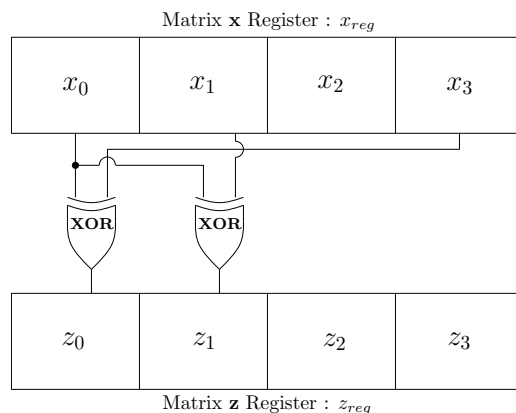 Matrix x Register : x_reg
x_0 x_1 x_2 x_3
XOR XOR
z_0 z_1 z_2 z_3
Matrix z Register : z_reg